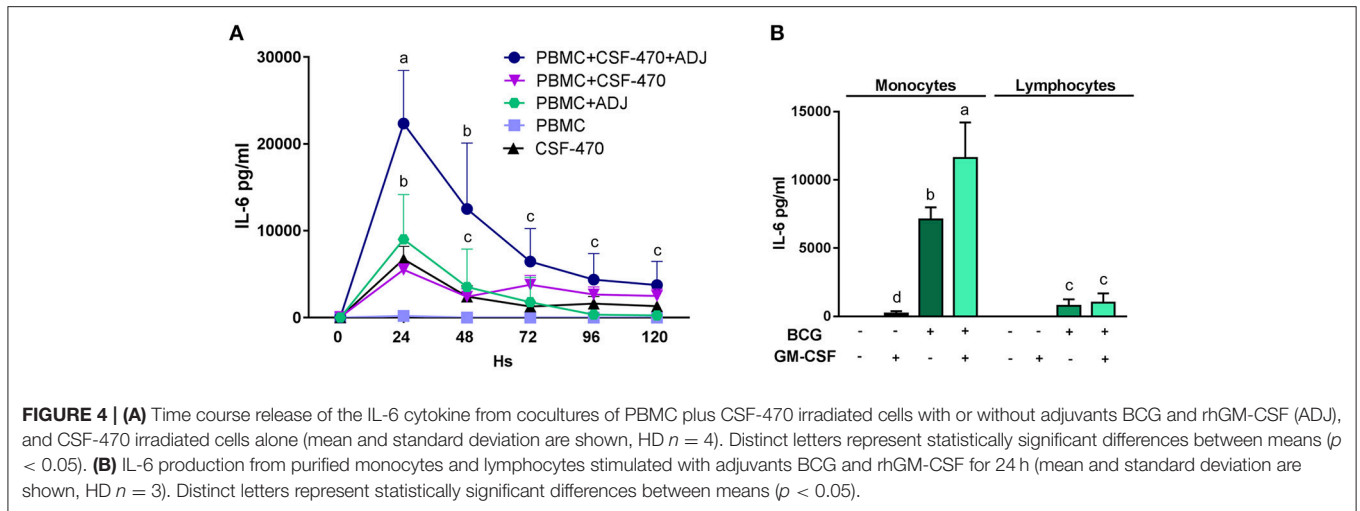 A
30000
20000
10000
0
IL-6 pg/ml
a
b
b
c
c
c
c
PBMC+CSF-470+ADJ
PBMC+CSF-470
PBMC+ADJ
PBMC
CSF-470
0 24 48 72 96 120
Hs
B
Monocytes Lymphocytes
15000
10000
5000
0
IL-6 pg/ml
d b a c c
BCG - - + + - - + +
GM-CSF - + - + - + - +
FIGURE 4 | (A) Time course release of the IL-6 cytokine from cocultures of PBMC plus CSF-470 irradiated cells with or without adjuvants BCG and rhGM-CSF (ADJ),
and CSF-470 irradiated cells alone (mean and standard deviation are shown, HD n = 4). Distinct letters represent statistically significant differences between means (p
< 0.05). (B) IL-6 production from purified monocytes and lymphocytes stimulated with adjuvants BCG and rhGM-CSF for 24 h (mean and standard deviation are
shown, HD n = 3). Distinct letters represent statistically significant differences between means (p < 0.05).